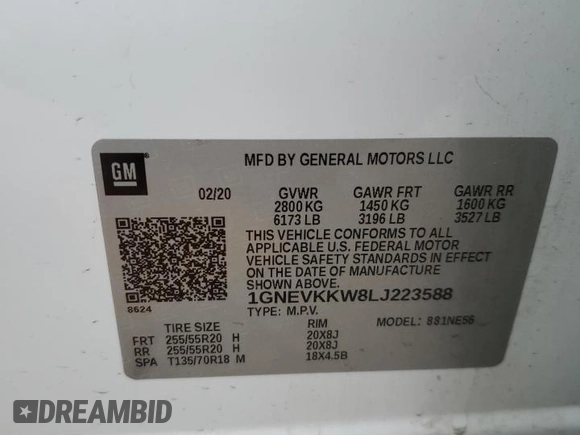 GM
MFD BY GENERAL MOTORS LLC
02/20 GVWR GAWR FRT GAWR RR
2800 KG 1450 KG 1600 KG
6173 LB 3196 LB 3527 LB
THIS VEHICLE CONFORMS TO ALL
APPLICABLE U.S. FEDERAL MOTOR
VEHICLE SAFETY STANDARDS IN EFFECT
ON THE DATE OF MANUFACTURE
SHOWN ABOVE.
1GNEVKKW8LJ223588
8624
TYPE: M.P.V.
MODEL: 881NE56
TIRE SIZE RIM
FRT 255/55R20 H 20X8J
RR 255/55R20 H 20X8J
SPA T135/70R18 M 18X4.5B
DREAMBID